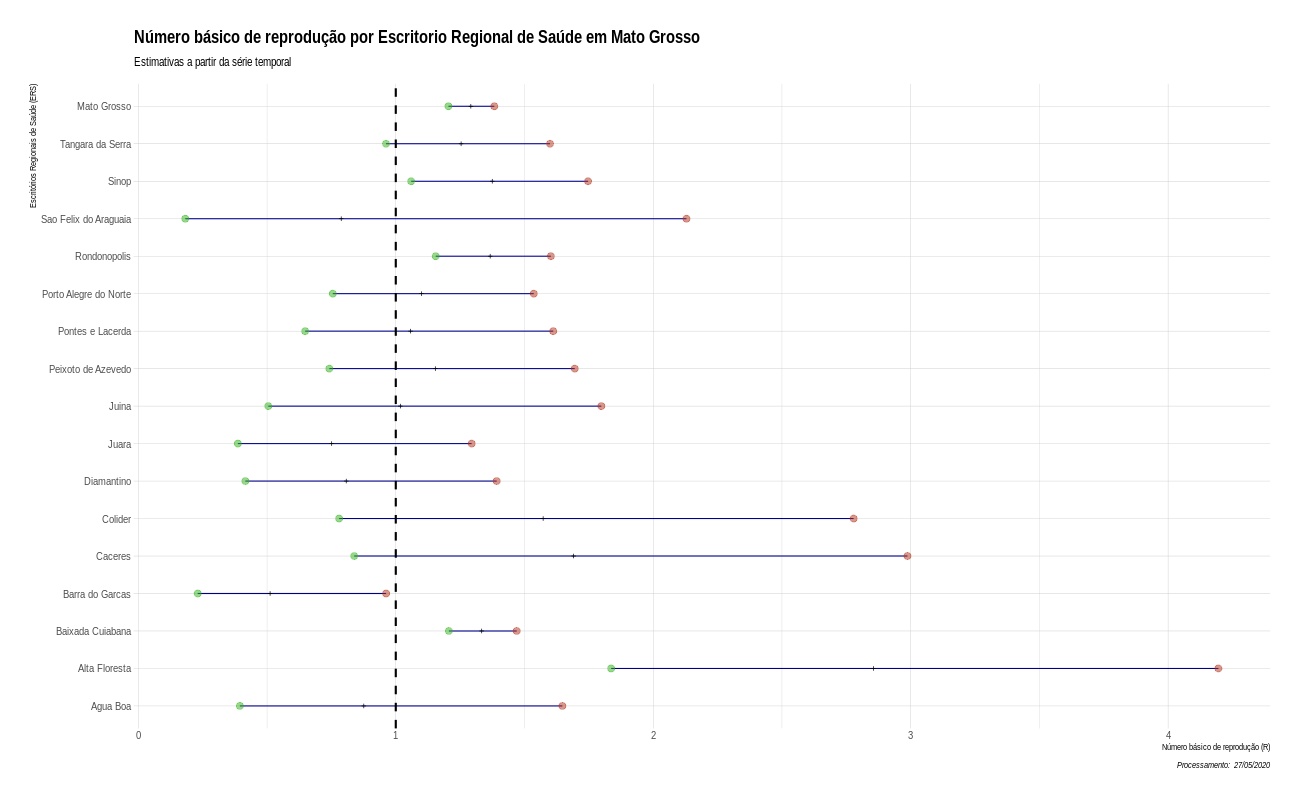 Número básico de reprodução por Escritorio Regional de Saúde em Mato Grosso
Estimativas a partir da série temporal
Escritórios Regionais de Saúde (ERS)
Mato Grosso
Tangara da Serra
Sinop
Sao Felix do Araguaia
Rondonopolis
Porto Alegre do Norte
Pontes e Lacerda
Peixoto de Azevedo
Juina
Juara
Diamantino
Colider
Caceres
Barra do Garcas
Baixada Cuiabana
Alta Floresta
Agua Boa
0 1 2 3 4
Número básico de reprodução (R)
Processamento: 27/05/2020